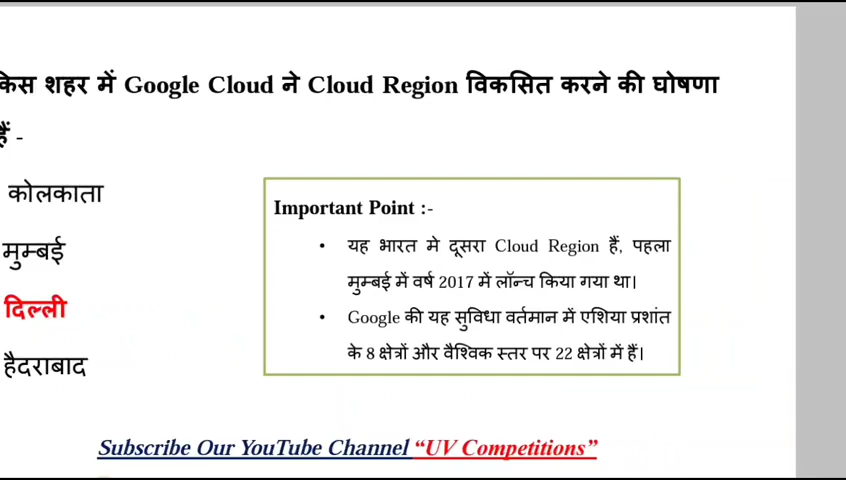 किस शहर में Google Cloud ने Cloud Region विकसित करने की घोषणा
हैं -
कोलकाता
मुम्बई
दिल्ली
हैदराबाद
Important Point :-
• यह भारत मे दूसरा Cloud Region हैं, पहला
मुम्बई में वर्ष 2017 में लॉन्च किया गया था।
• Google की यह सुविधा वर्तमान में एशिया प्रशांत
के 8 क्षेत्रों और वैश्विक स्तर पर 22 क्षेत्रों में हैं।
Subscribe Our YouTube Channel “UV Competitions”